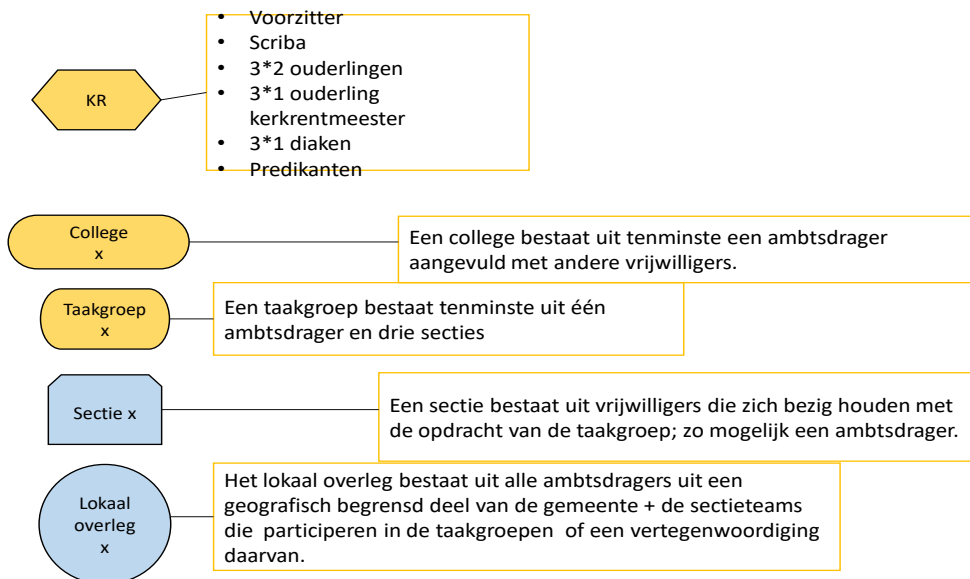 KR
• Voorzitter
• Scriba
• 3*2 ouderlingen
• 3*1 ouderling
kerkrentmeester
• 3*1 diaken
• Predikanten
College
x
Een college bestaat uit tenminste een ambtsdrager
aangevuld met andere vrijwilligers.
Taakgroep
x
Een taakgroep bestaat tenminste uit één
ambtsdrager en drie secties
Sectie x
Een sectie bestaat uit vrijwilligers die zich bezig houden met
de opdracht van de taakgroep; zo mogelijk een ambtsdrager.
Lokaal
overleg
x
Het lokaal overleg bestaat uit alle ambtsdragers uit een
geografisch begrensd deel van de gemeente + de sectieteams
die participeren in de taakgroepen of een vertegenwoordiging
daarvan.